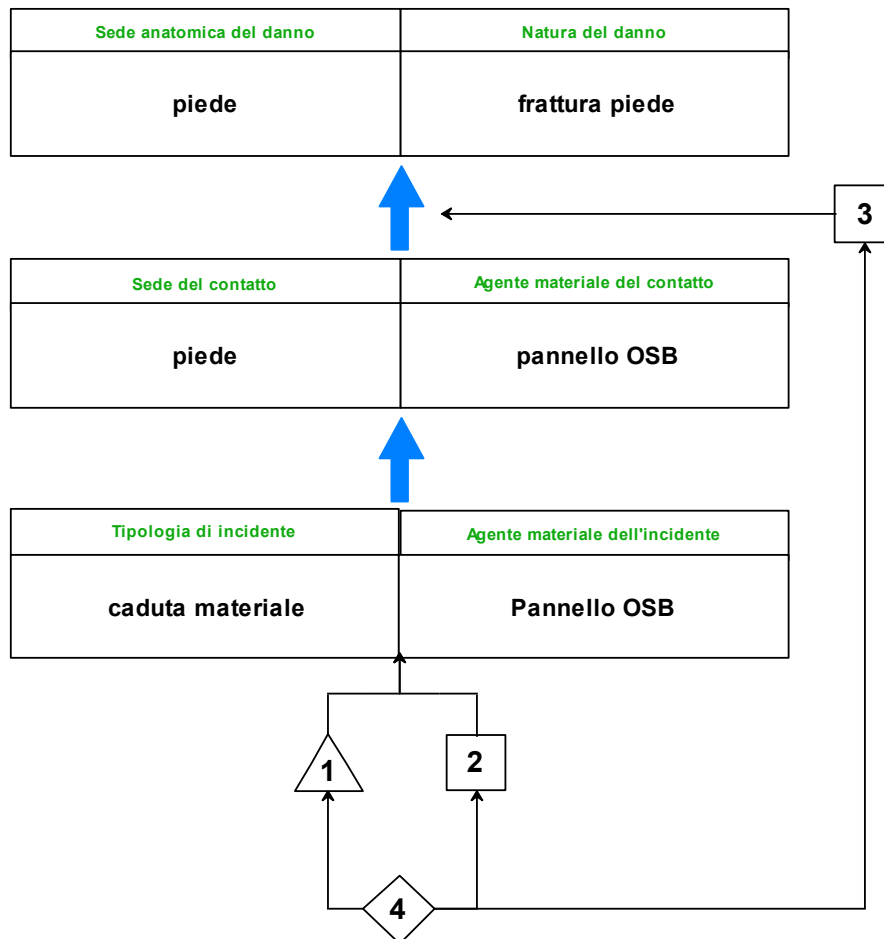 Sede anatomica del danno
Natura del danno
piede
frattura piede
3
Sede del contatto
Agente materiale del contatto
piede
pannello OSB
Tipologia di incidente
Agente materiale dell'incidente
caduta materiale
Pannello OSB
1
2
4